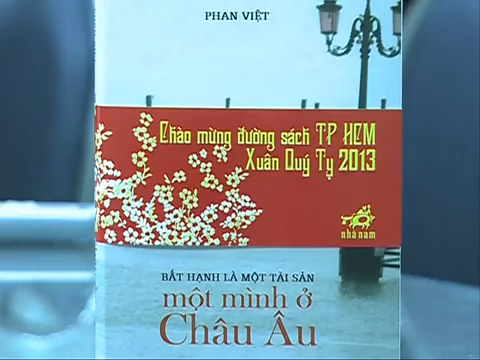 PHAN VIỆT
Chào mừng đường sách TP HCM
Xuân Quý Tỵ 2013
nhã nam
BẤT HẠNH LÀ MỘT TÀI SẢN
một mình ở
Châu Âu